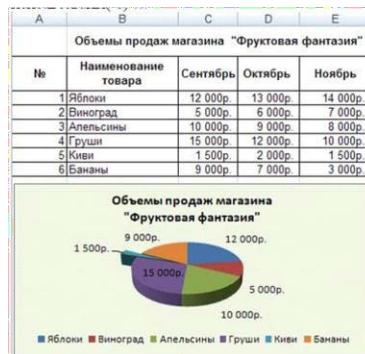 A B C D E
Объемы продаж магазина "Фруктовая фантазия"
№ Наименование товара Сентябрь Октябрь Ноябрь
1 Яблоки 12 000р. 13 000р. 14 000р.
2 Виноград 5 000р. 6 000р. 7 000р.
3 Апельсины 10 000р. 9 000р. 8 000р.
4 Груши 15 000р. 12 000р. 10 000р.
5 Киви 1 500р. 2 000р. 1 500р.
6 Бананы 9 000р. 7 000р. 3 000р.
Объемы продаж магазина
"Фруктовая фантазия"
9 000р. 12 000р.
1 500р.
15 000р.
5 000р.
10 000р.
Яблоки Виноград Апельсины Груши Киви Бананы